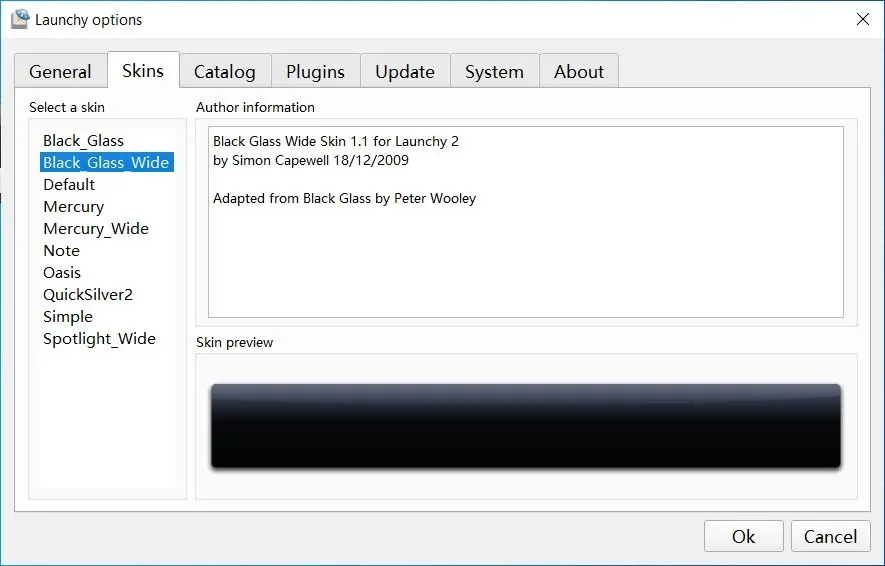 Launchy options
General
Skins
Catalog
Plugins
Update
System
About
Select a skin
Black_Glass
Black_Glass_Wide
Default
Mercury
Mercury_Wide
Note
Oasis
QuickSilver2
Simple
Spotlight_Wide
Author information
Black Glass Wide Skin 1.1 for Launchy 2
by Simon Capewell 18/12/2009
Adapted from Black Glass by Peter Wooley
Skin preview
Ok
Cancel